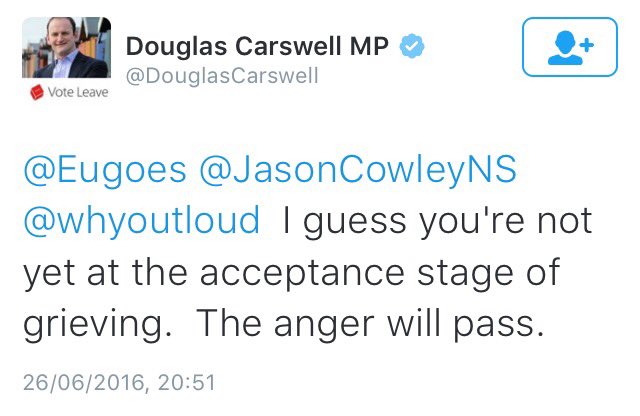 Douglas Carswell MP
@DouglasCarswell
Vote Leave
@Eugoes @JasonCowleyNS
@whyoutloud I guess you're not
yet at the acceptance stage of
grieving. The anger will pass.
26/06/2016, 20:51